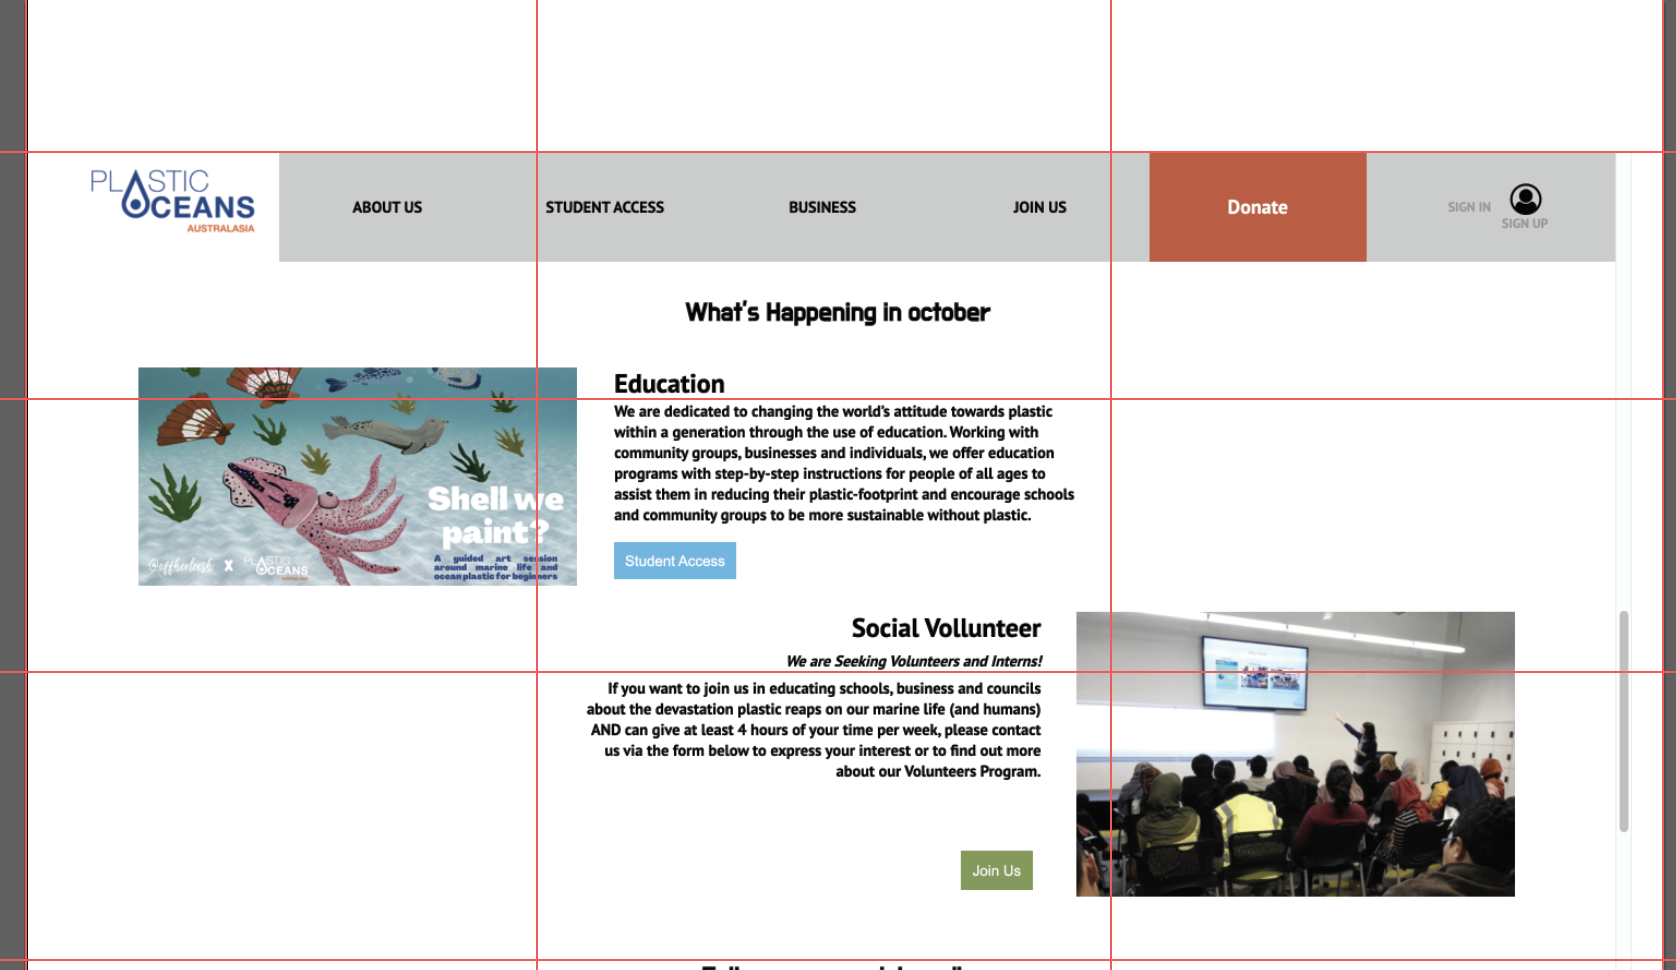 PLASTIC
OCEANS
AUSTRALASIA
ABOUT US
STUDENT ACCESS
BUSINESS
JOIN US
Donate
SIGN IN
SIGN UP
What's Happening in october
Shell we
paint?
A guided art session
around marine life and
ocean plastic for beginners
@offherleesh X PLASTIC
OCEANS
AUSTRALASIA
Education
We are dedicated to changing the world's attitude towards plastic
within a generation through the use of education. Working with
community groups, businesses and individuals, we offer education
programs with step-by-step instructions for people of all ages to
assist them in reducing their plastic-footprint and encourage schools
and community groups to be more sustainable without plastic.
Student Access
Social Vollunteer
We are Seeking Volunteers and Interns!
If you want to join us in educating schools, business and councils
about the devastation plastic reaps on our marine life (and humans)
AND can give at least 4 hours of your time per week, please contact
us via the form below to express your interest or to find out more
about our Volunteers Program.
Join Us